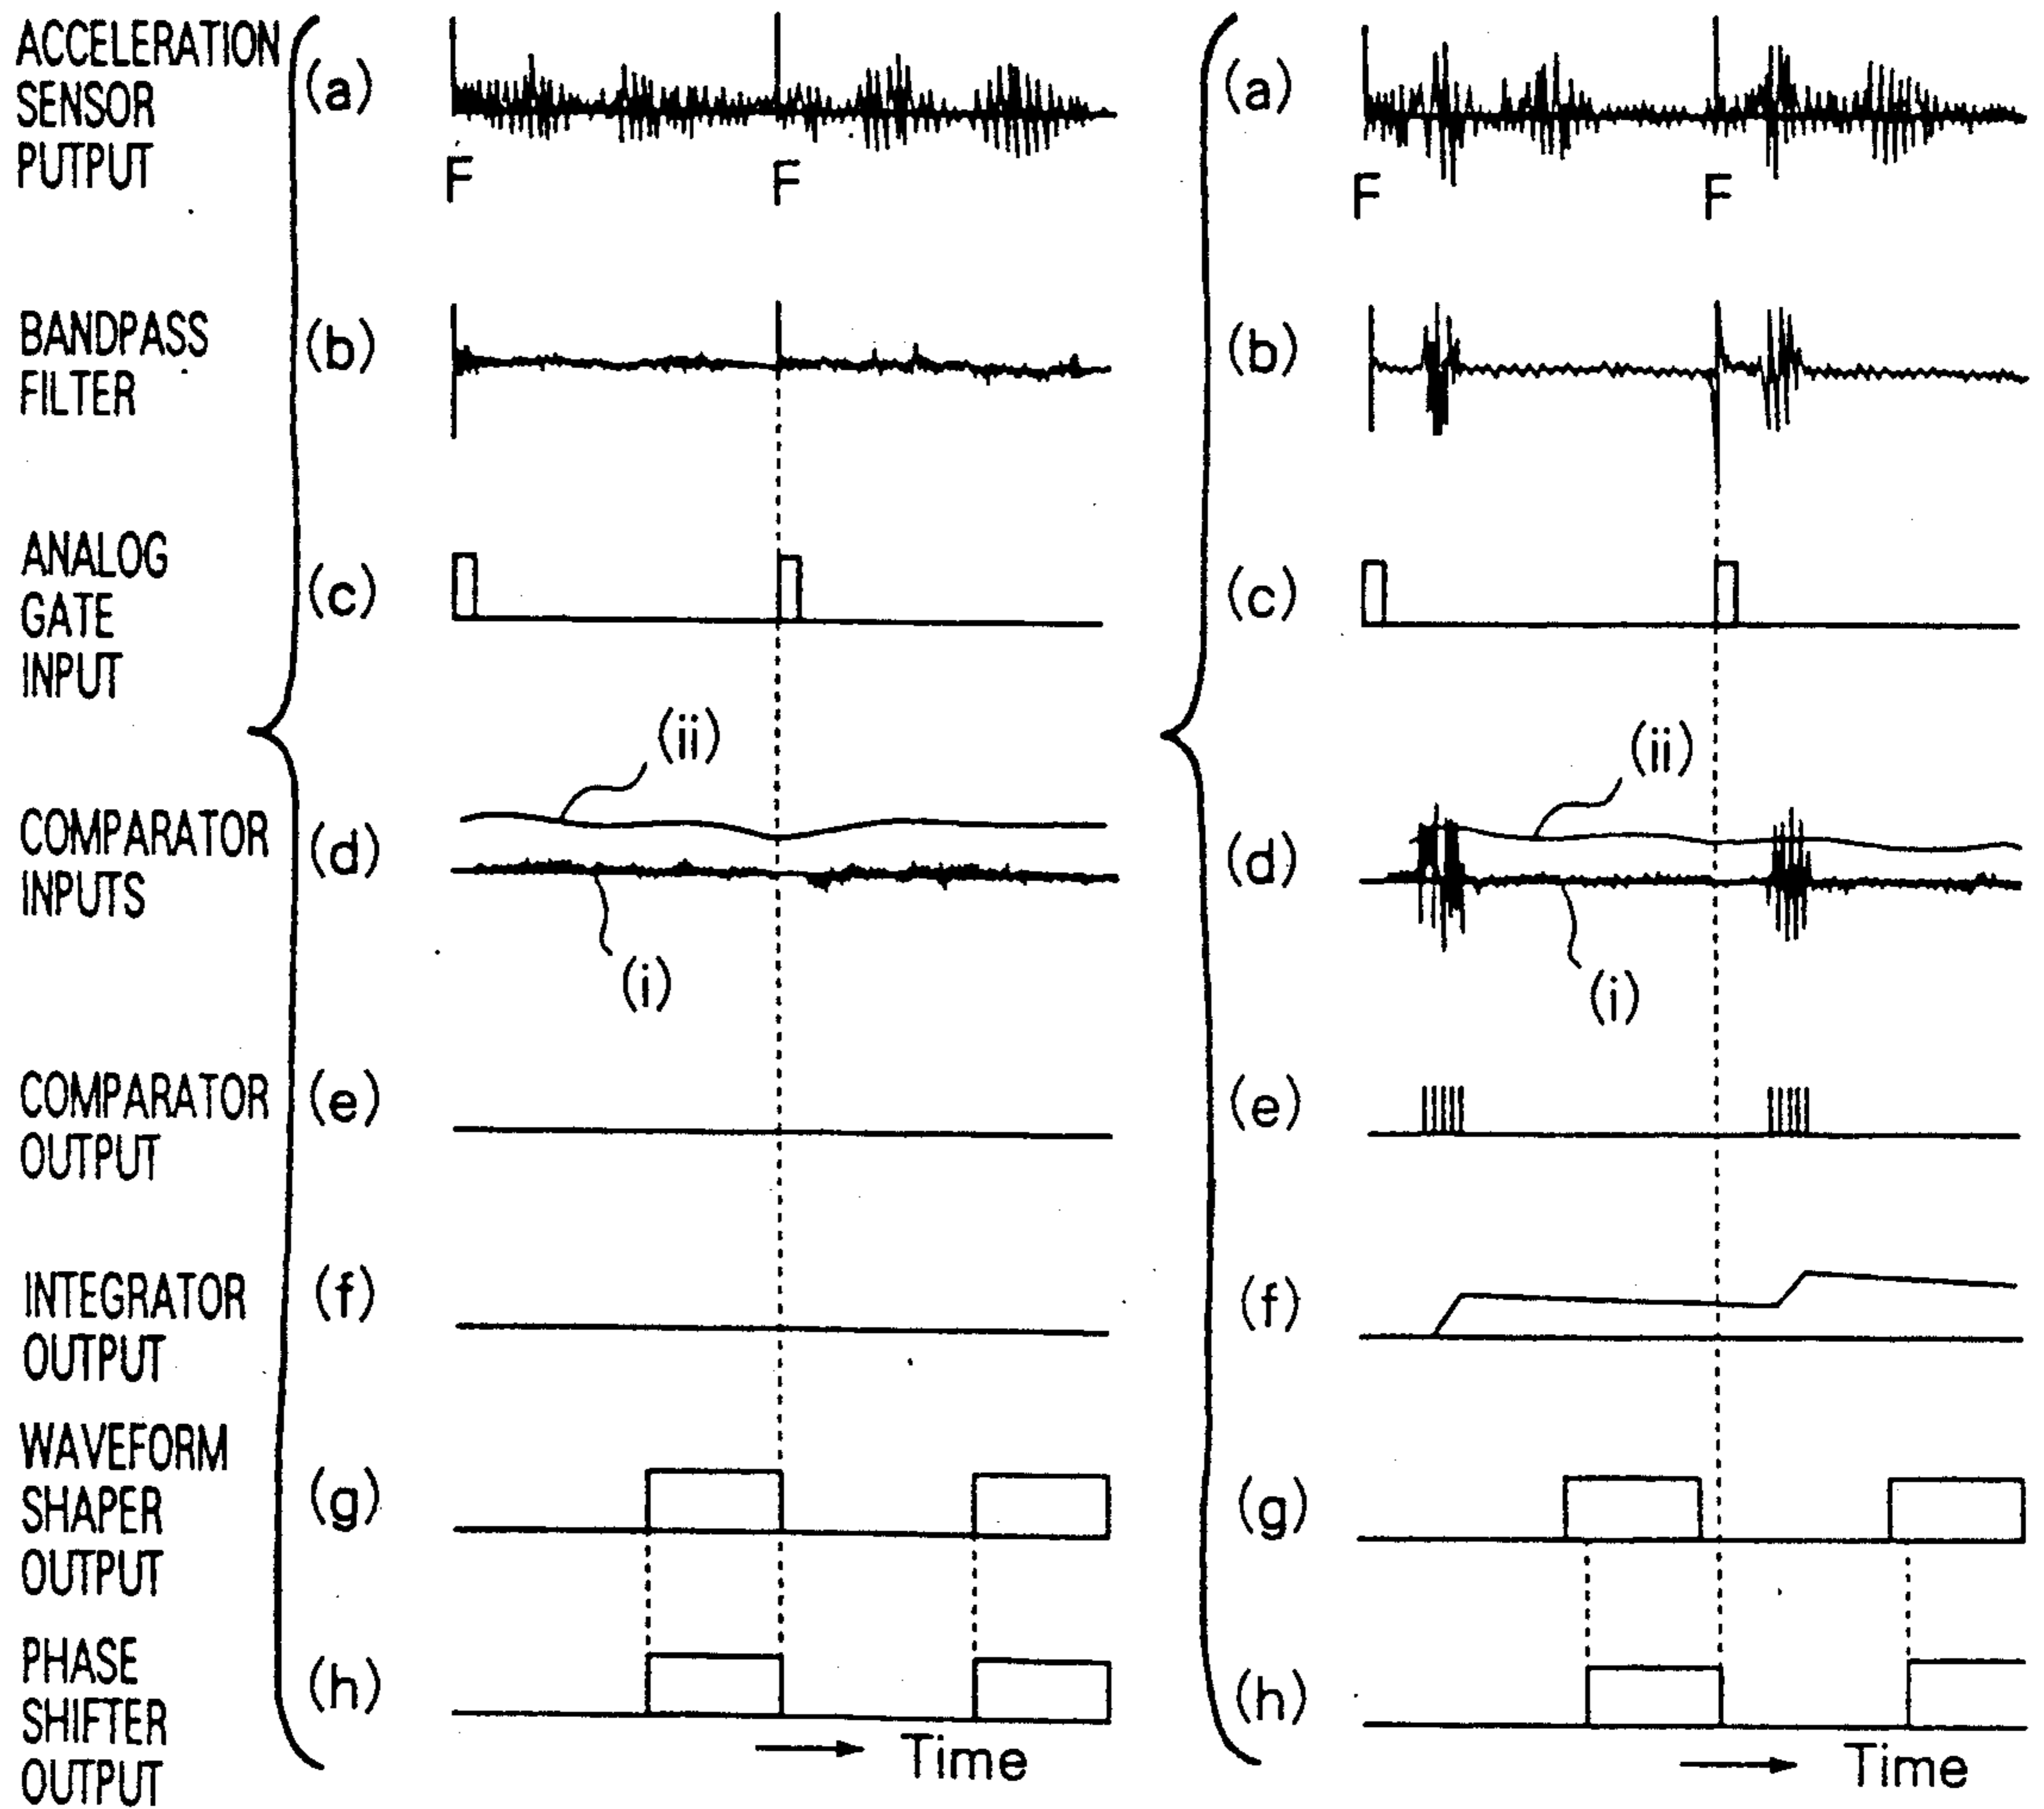 ACCELERATION
SENSOR
PUTPUT
(a)
F
F
(a)
F
F
BANDPASS
FILTER
(b)
(b)
ANALOG
GATE
INPUT
(c)
(c)
COMPARATOR
INPUTS
(d)
(ii)
(i)
(d)
(ii)
(i)
COMPARATOR
OUTPUT
(e)
(e)
INTEGRATOR
OUTPUT
(f)
(f)
WAVEFORM
SHAPER
OUTPUT
(g)
(g)
PHASE
SHIFTER
OUTPUT
(h)
Time
(h)
Time